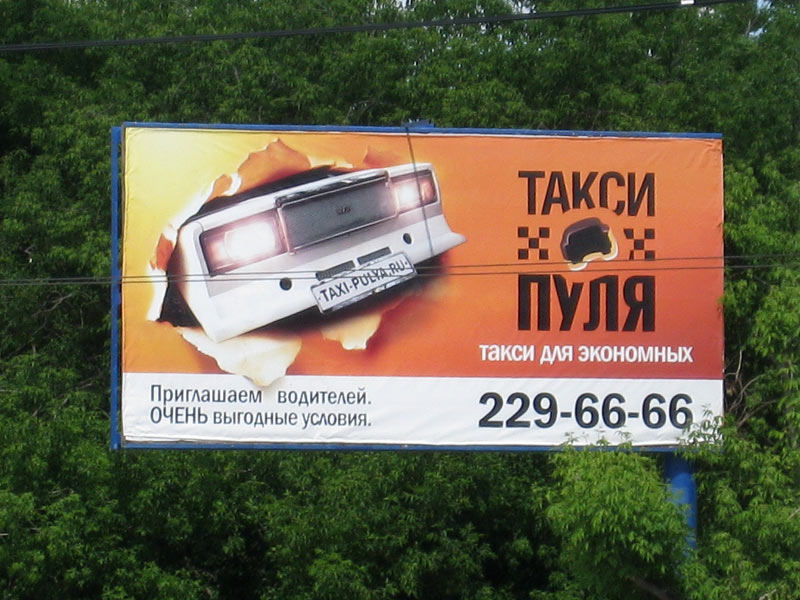 ТАКСИ
ПУЛЯ
такси для экономных
TAXI-PULYA.RU
Приглашаем водителей.
ОЧЕНЬ выгодные условия.
229-66-66